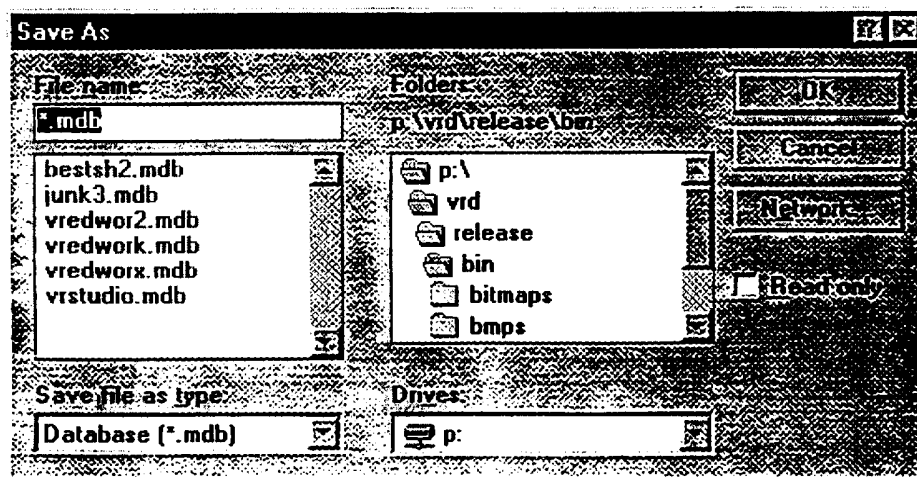 Save As
File name:
*.mdb
bestsh2.mdb
junk3.mdb
vredwor2.mdb
vredwork.mdb
vredworx.mdb
vrstudio.mdb
Save file as type:
Database (*.mdb)
Folders:
p:\vrd\release\bin
p:\
vrd
release
bin
bitmaps
bmps
Drives:
p:
OK
Cancel
Network...
Read only